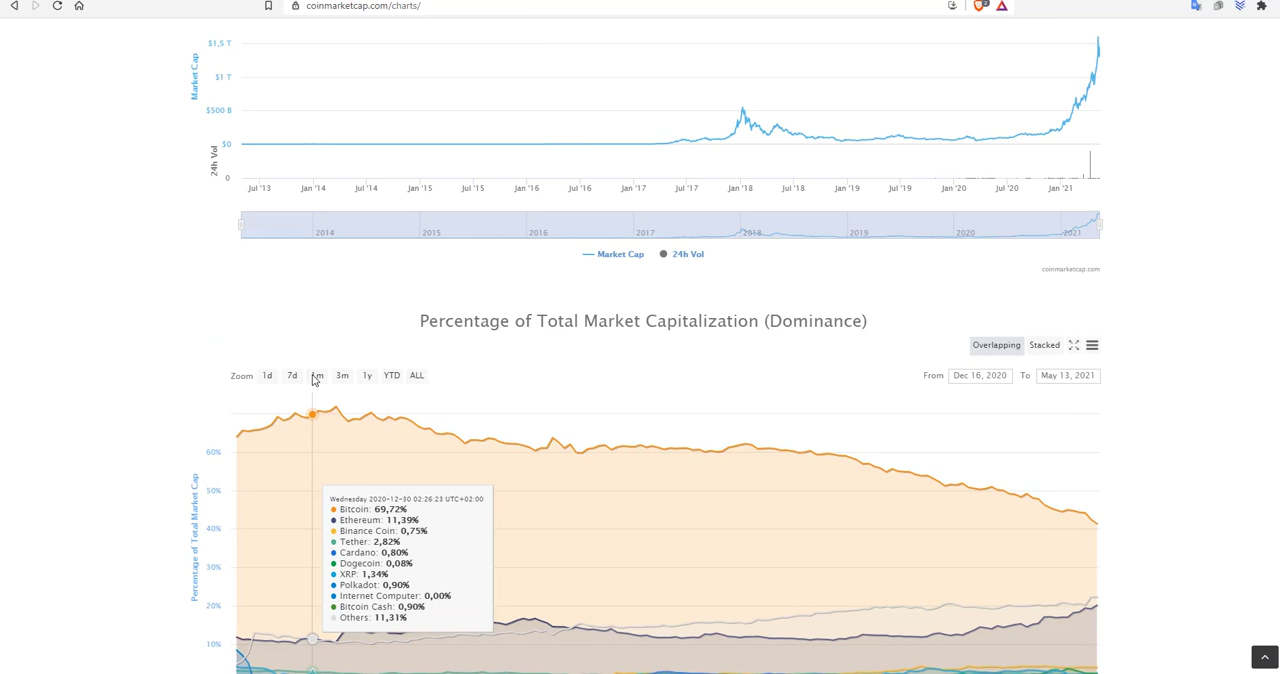 coinmarketcap.com/charts/
2
$1,5 T
$1 T
$500 B
$0
Market Cap
24h Vol
0
Jul '13 Jan '14 Jul '14 Jan '15 Jul '15 Jan '16 Jul '16 Jan '17 Jul '17 Jan '18 Jul '18 Jan '19 Jul '19 Jan '20 Jul '20 Jan '21
2014 2015 2016 2017 2018 2019 2020 2021
Market Cap 24h Vol
coinmarketcap.com
Percentage of Total Market Capitalization (Dominance)
Overlapping Stacked
Zoom 1d 7d 1m 3m 1y YTD ALL From Dec 16, 2020 To May 13, 2021
60%
50%
40%
30%
20%
10%
Percentage of Total Market Cap
Wednesday 2020-12-30 02:26:23 UTC+02:00
Bitcoin: 69,72%
Ethereum: 11,39%
Binance Coin: 0,75%
Tether: 2,82%
Cardano: 0,80%
Dogecoin: 0,08%
XRP: 1,34%
Polkadot: 0,90%
Internet Computer: 0,00%
Bitcoin Cash: 0,90%
Others: 11,31%